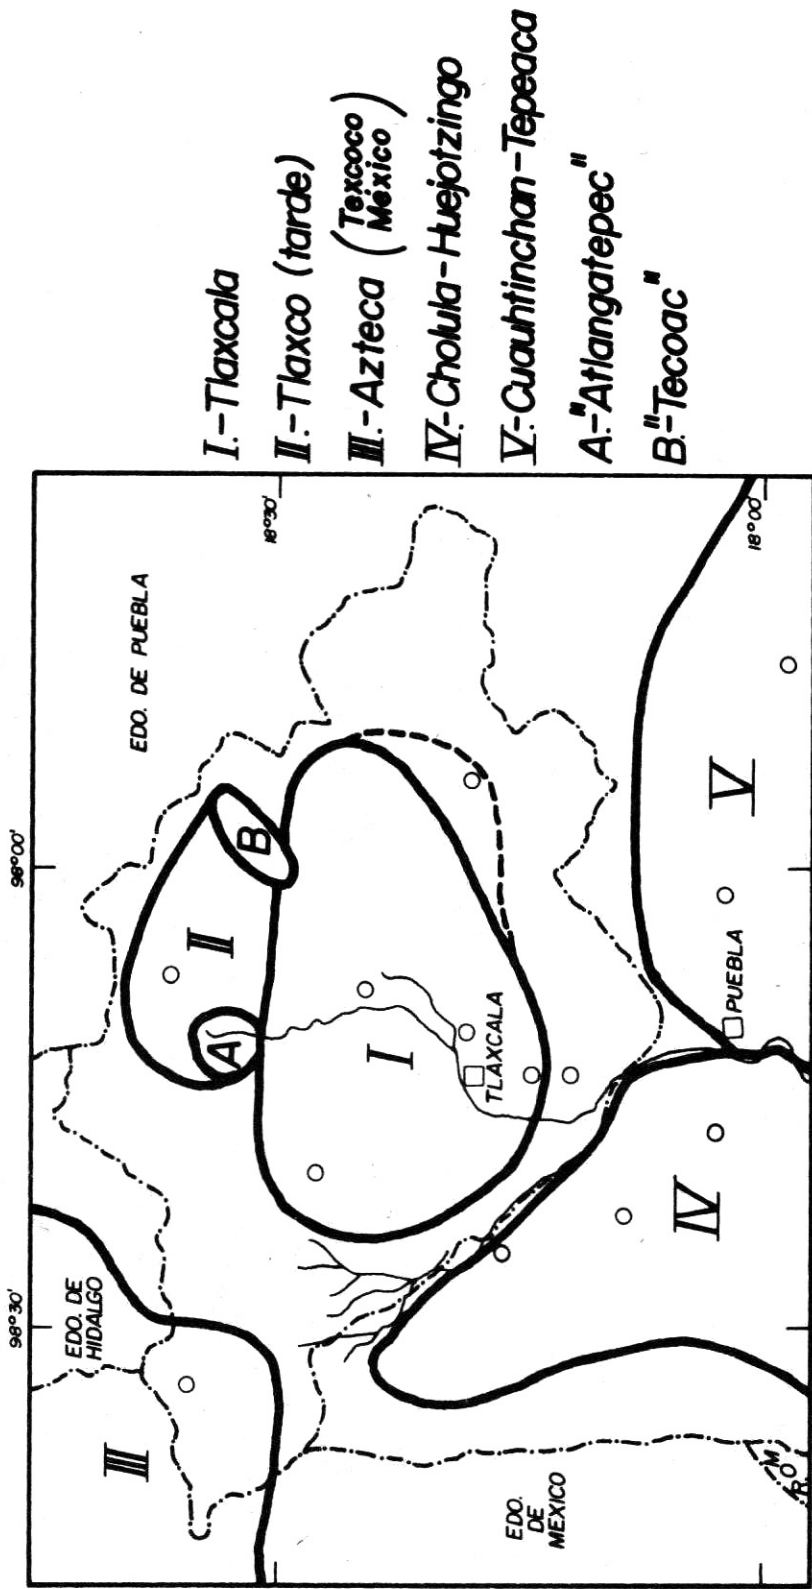 98°30'
98°00'
EDO. DE
HIDALGO
EDO. DE PUEBLA
III
II
A
B
18°30'
I
TLAXCALA
EDO.
DE
MEXICO
IV
V
PUEBLA
M
O
R.
18°00'
I.-Tlaxcala
II.-Tlaxco (tarde)
III.-Azteca (Texcoco
México)
IV.-Cholula-Huejotzingo
V.-Cuauhtinchan-Tepeaca
A.-"Atlangatepec"
B.-"Tecoac"